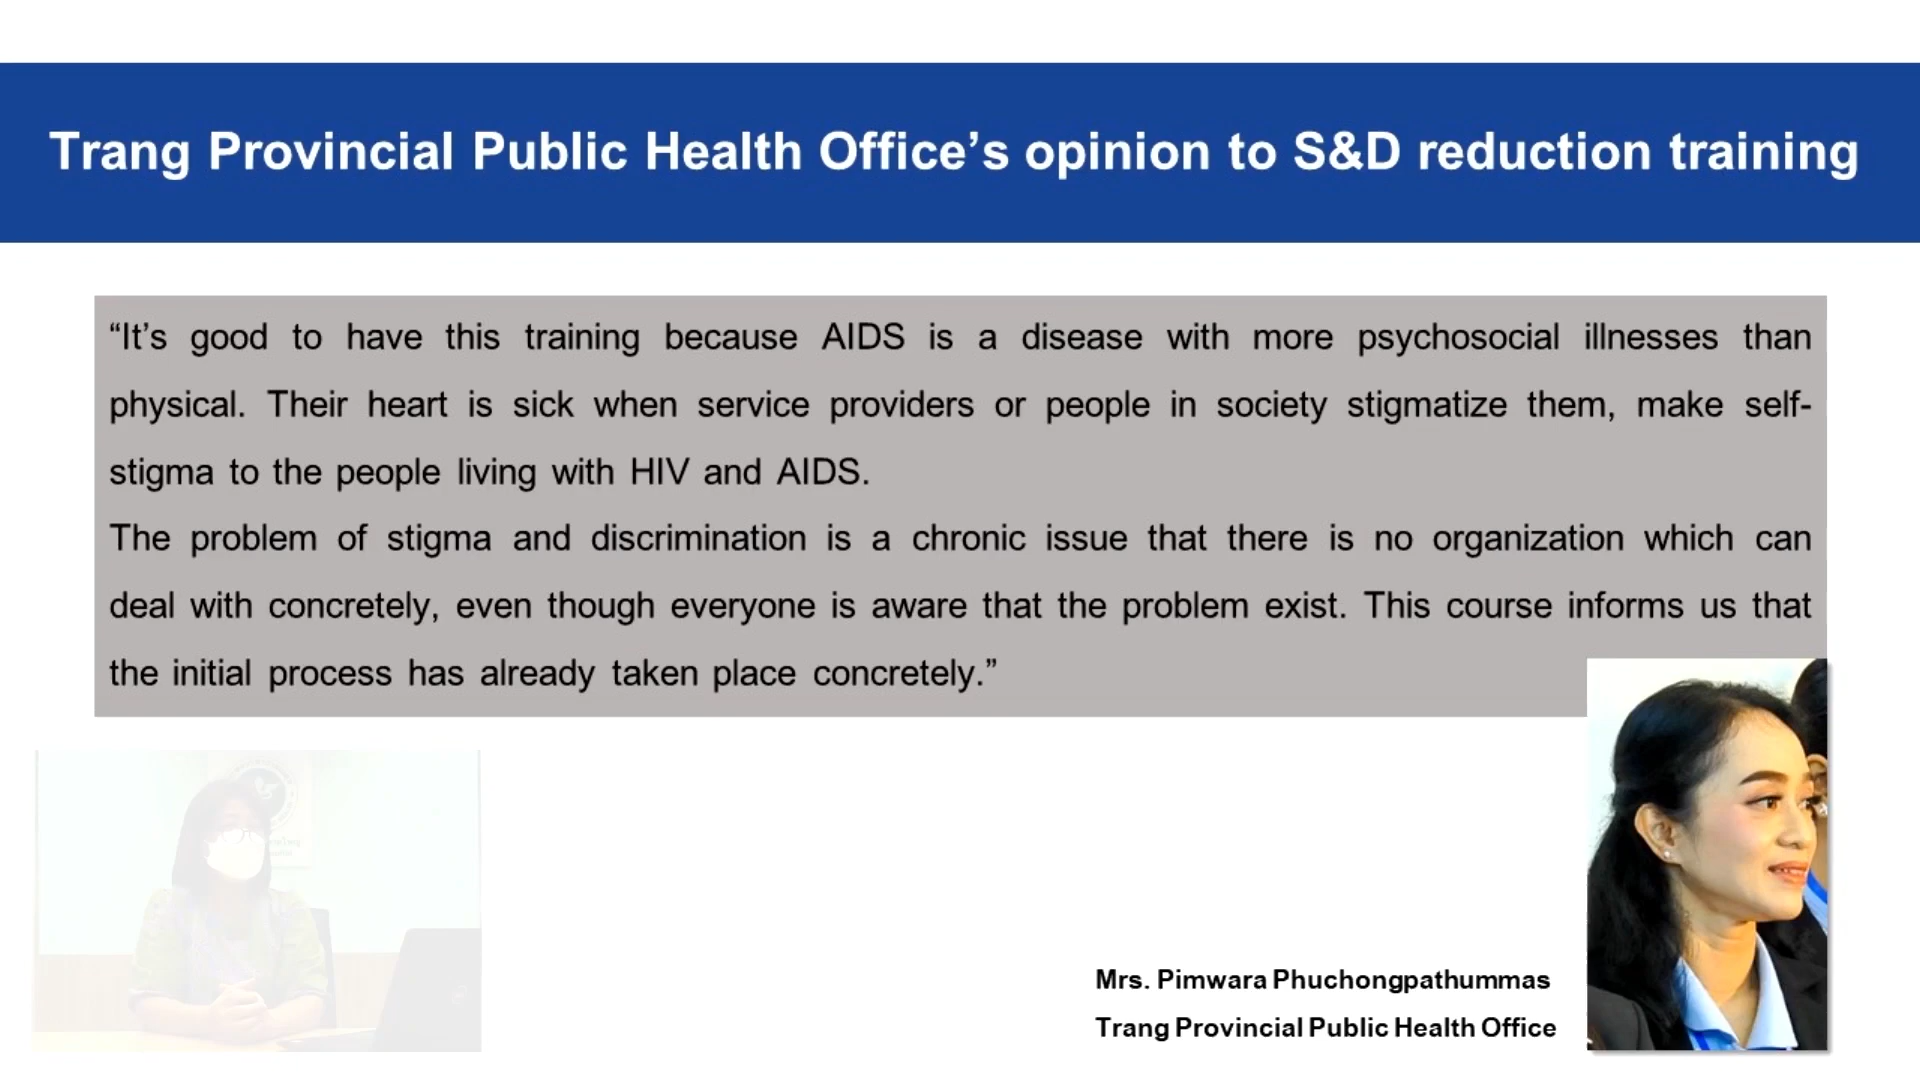 Trang Provincial Public Health Office’s opinion to S&D reduction training
“It’s good to have this training because AIDS is a disease with more psychosocial illnesses than
physical. Their heart is sick when service providers or people in society stigmatize them, make self-
stigma to the people living with HIV and AIDS.
The problem of stigma and discrimination is a chronic issue that there is no organization which can
deal with concretely, even though everyone is aware that the problem exist. This course informs us that
the initial process has already taken place concretely.”
Mrs. Pimwara Phuchongpathummas
Trang Provincial Public Health Office